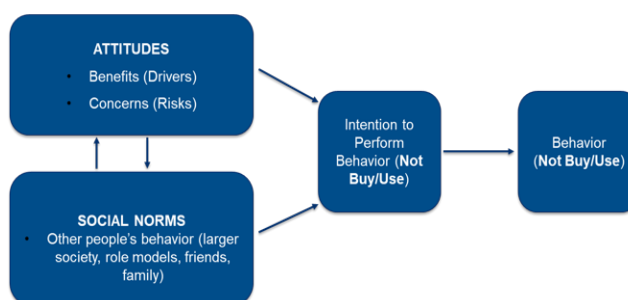 ATTITUDES
• Benefits (Drivers)
• Concerns (Risks)
SOCIAL NORMS
• Other people's behavior (larger
society, role models, friends,
family)
Intention to
Perform
Behavior (Not
Buy/Use)
Behavior
(Not Buy/Use)